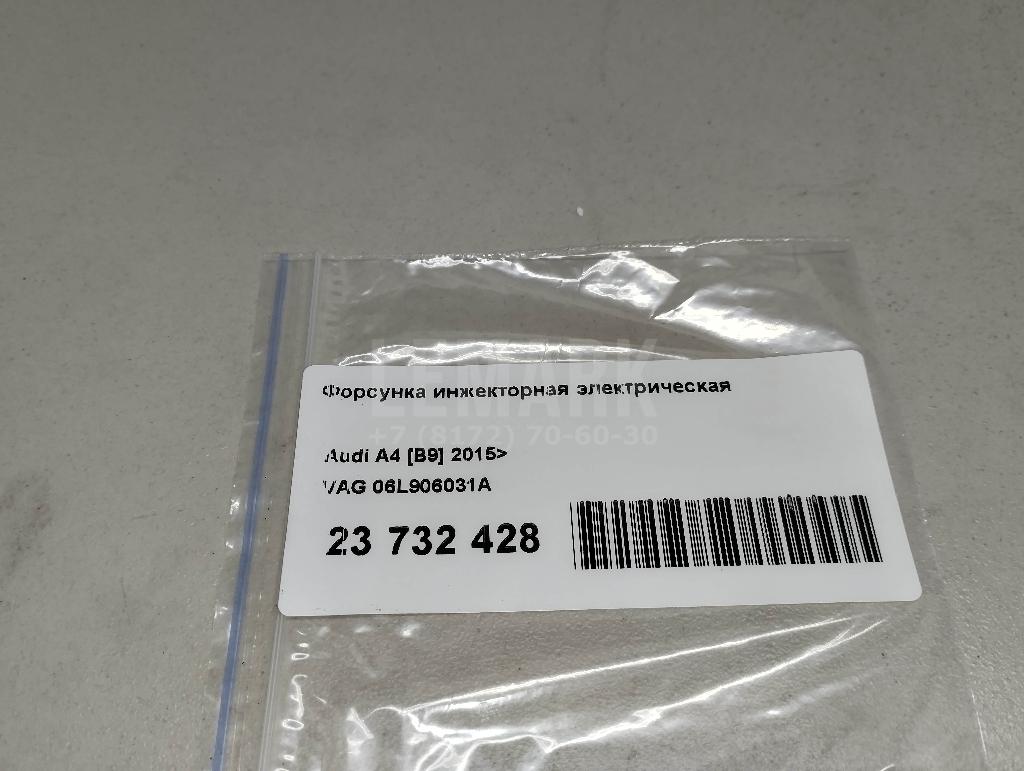 Форсунка инжекторная электрическая
LEMARK
+7 (8172) 70-60-30
Audi A4 [B9] 2015>
VAG 06L906031A
23 732 428